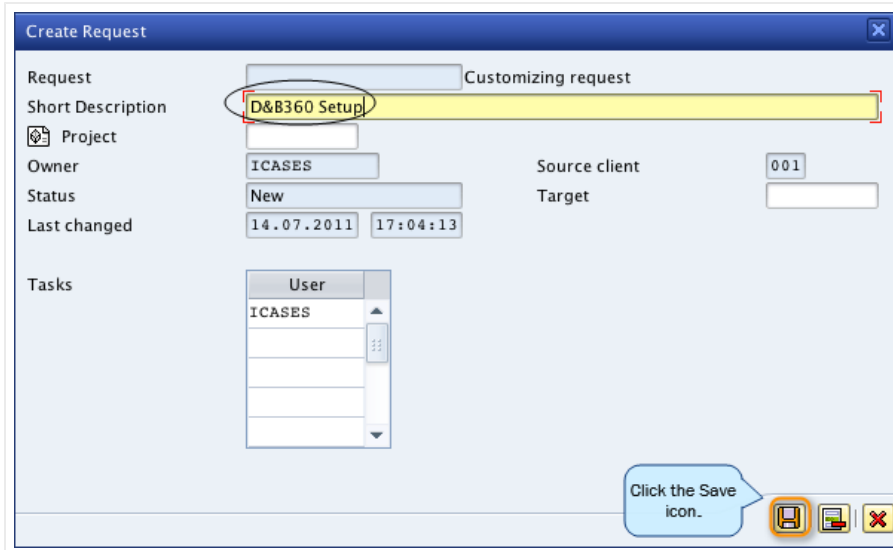 Create Request
Request Customizing request
Short Description D&B360 Setup
Project
Owner ICASES Source client 001
Status New Target
Last changed 14.07.2011 17:04:13
Tasks User
ICASES
Click the Save
icon.